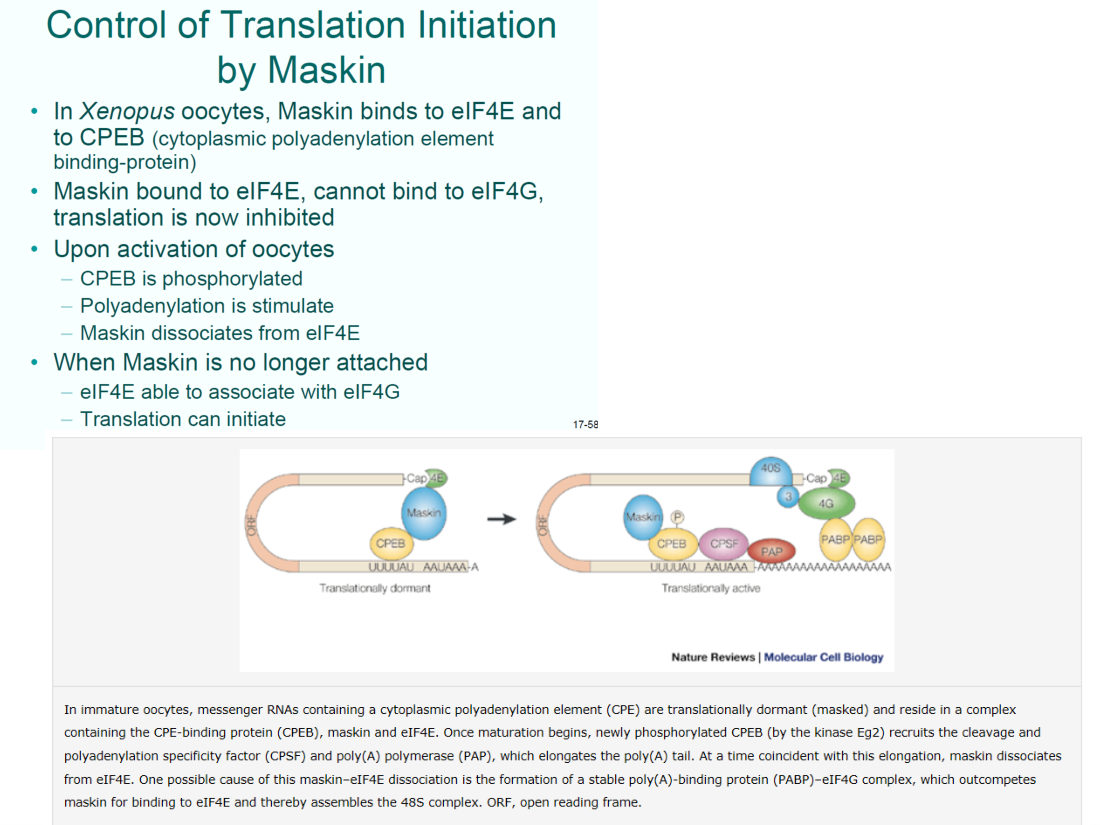 Control of Translation Initiation
by Maskin
• In Xenopus oocytes, Maskin binds to eIF4E and
to CPEB (cytoplasmic polyadenylation element
binding-protein)
• Maskin bound to eIF4E, cannot bind to eIF4G,
translation is now inhibited
• Upon activation of oocytes
– CPEB is phosphorylated
– Polyadenylation is stimulate
– Maskin dissociates from eIF4E
• When Maskin is no longer attached
– eIF4E able to associate with eIF4G
– Translation can initiate
17-58
Cap 4E
Maskin
ORF
CPEB
UUUUAU AAUAAA-A
Translationally dormant
40S
Cap 4E
3
4G
Maskin
P
ORF
CPEB
CPSF
PAP
PABP PABP
UUUUAU AAUAAA -AAAAAAAAAAAAAAAAAA
Translationally active
Nature Reviews | Molecular Cell Biology
In immature oocytes, messenger RNAs containing a cytoplasmic polyadenylation element (CPE) are translationally dormant (masked) and reside in a complex
containing the CPE-binding protein (CPEB), maskin and eIF4E. Once maturation begins, newly phosphorylated CPEB (by the kinase Eg2) recruits the cleavage and
polyadenylation specificity factor (CPSF) and poly(A) polymerase (PAP), which elongates the poly(A) tail. At a time coincident with this elongation, maskin dissociates
from eIF4E. One possible cause of this maskin–eIF4E dissociation is the formation of a stable poly(A)-binding protein (PABP)–eIF4G complex, which outcompetes
maskin for binding to eIF4E and thereby assembles the 48S complex. ORF, open reading frame.